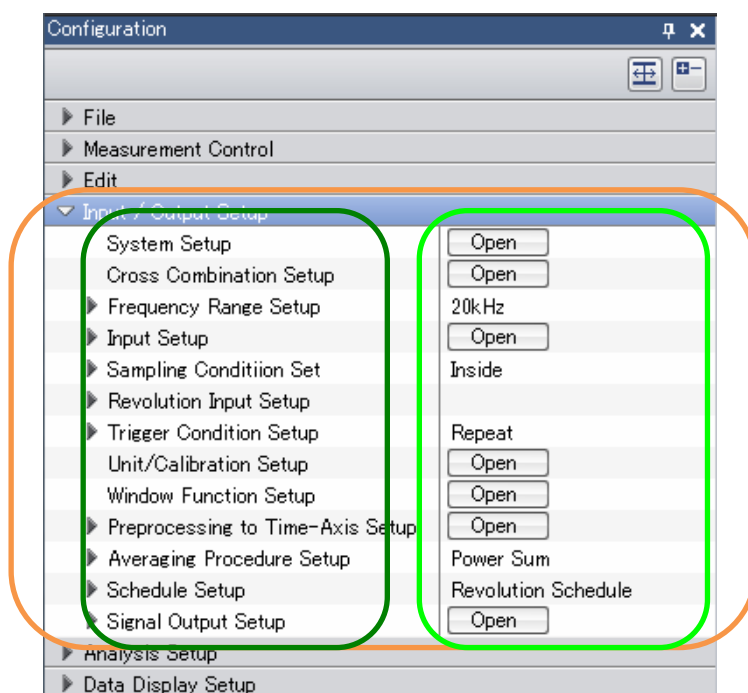 Configuration
File
Measurement Control
Edit
Input / Output Setup
System Setup Open
Cross Combination Setup Open
Frequency Range Setup 20kHz
Input Setup Open
Sampling Conditiion Set Inside
Revolution Input Setup
Trigger Condition Setup Repeat
Unit/Calibration Setup Open
Window Function Setup Open
Preprocessing to Time-Axis Setup Open
Averaging Procedure Setup Power Sum
Schedule Setup Revolution Schedule
Signal Output Setup Open
Analysis Setup
Data Display Setup